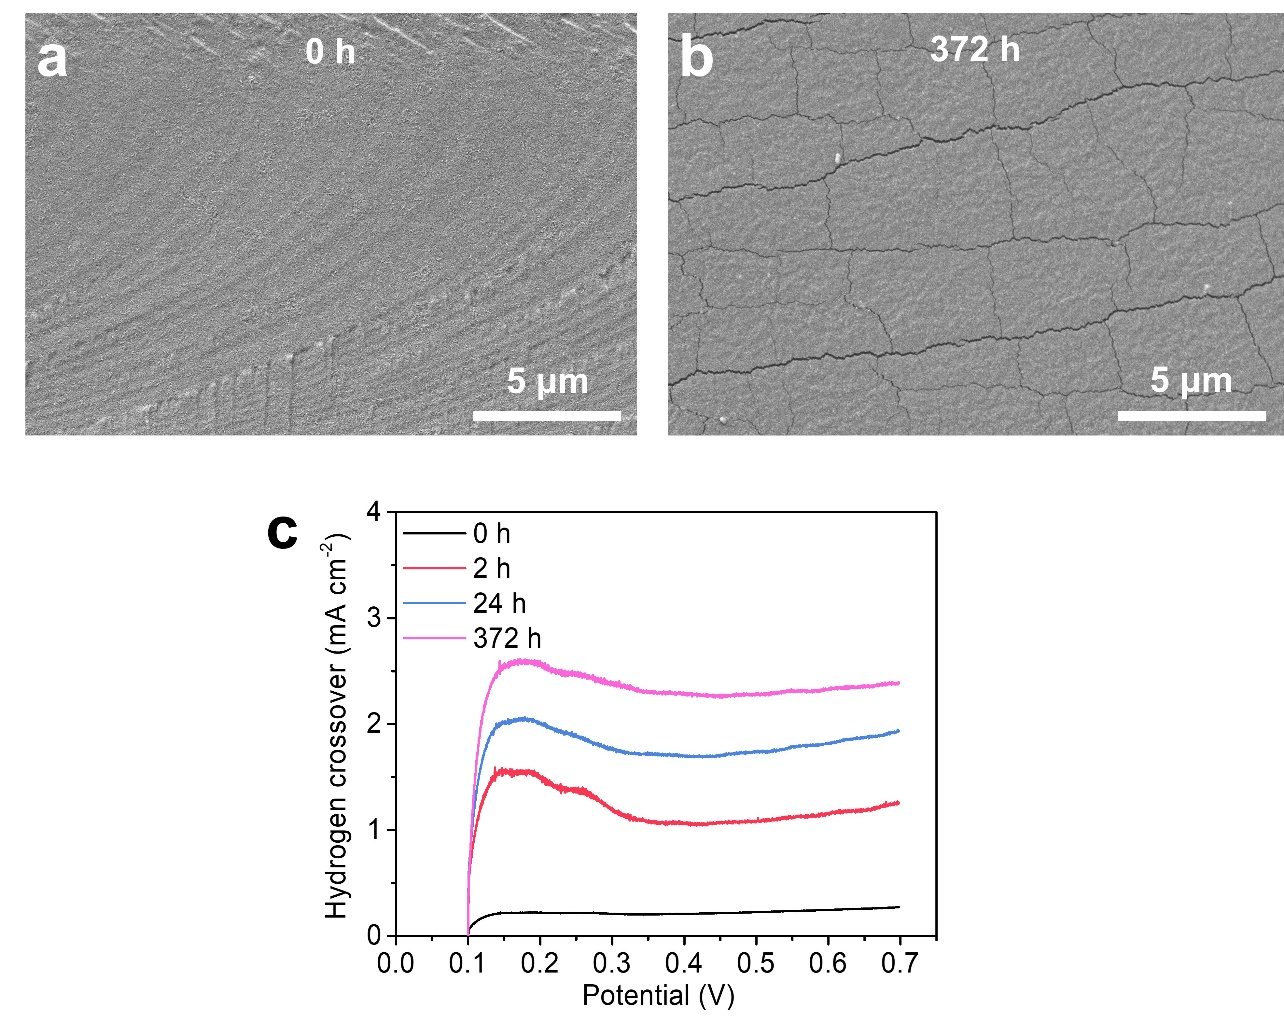 a
0 h
5 µm
b
372 h
5 µm
c
0 h
2 h
24 h
372 h
Hydrogen crossover (mA cm⁻²)
4
3
2
1
0
0.0 0.1 0.2 0.3 0.4 0.5 0.6 0.7
Potential (V)